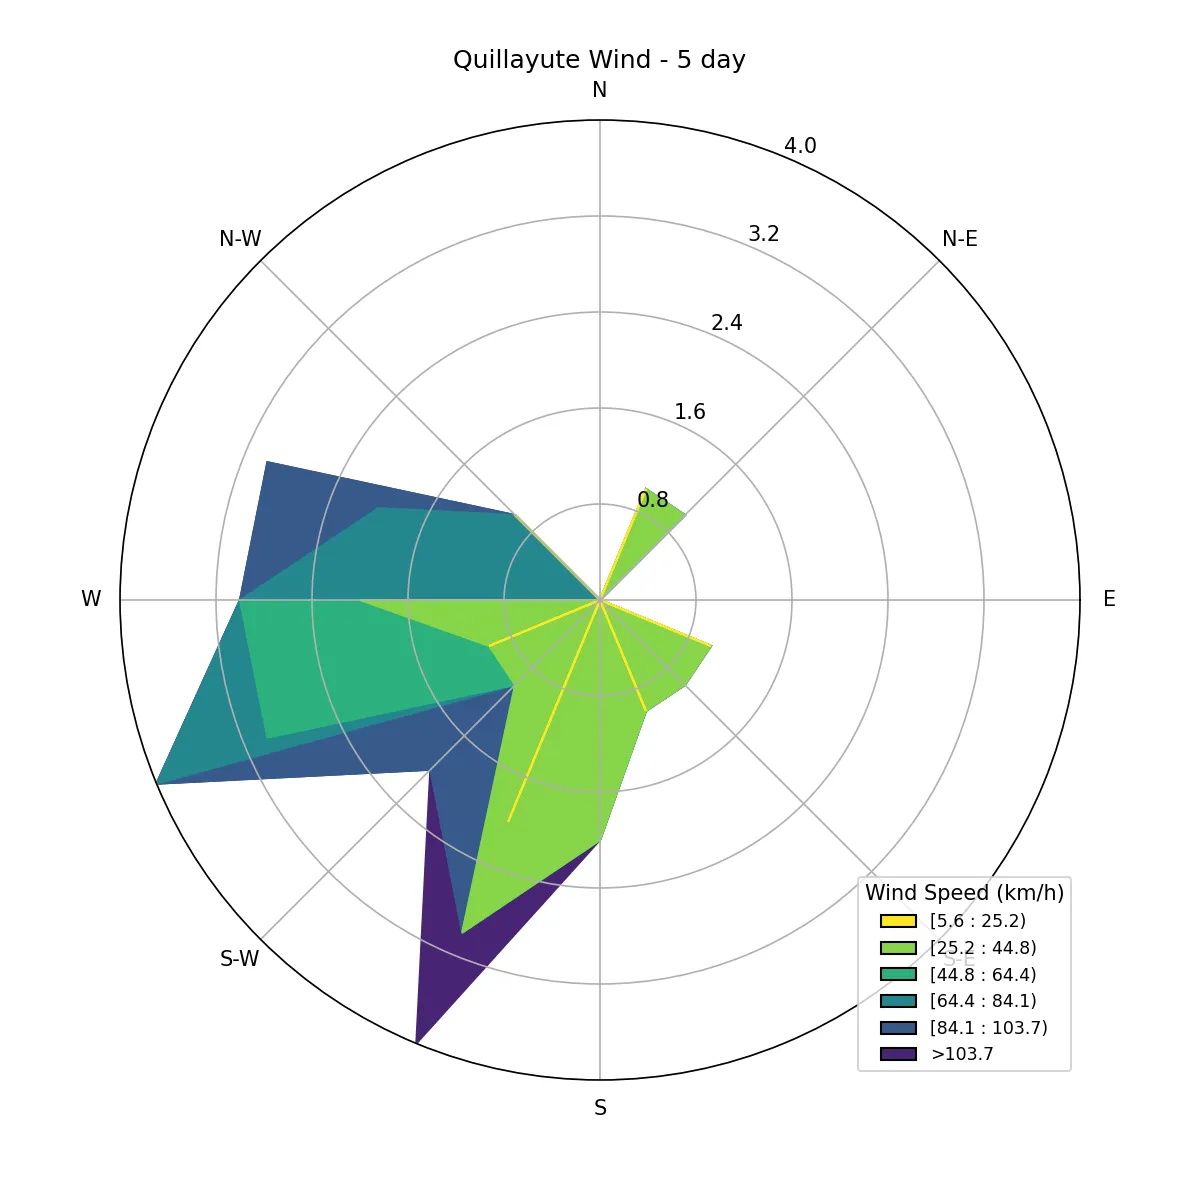 Quillayute Wind - 5 day
N
4.0
N-W
3.2
N-E
2.4
1.6
0.8
W
E
Wind Speed (km/h)
[5.6 : 25.2)
[25.2 : 44.8)
S-W
S-E
[44.8 : 64.4)
[64.4 : 84.1)
[84.1 : 103.7)
>103.7
S